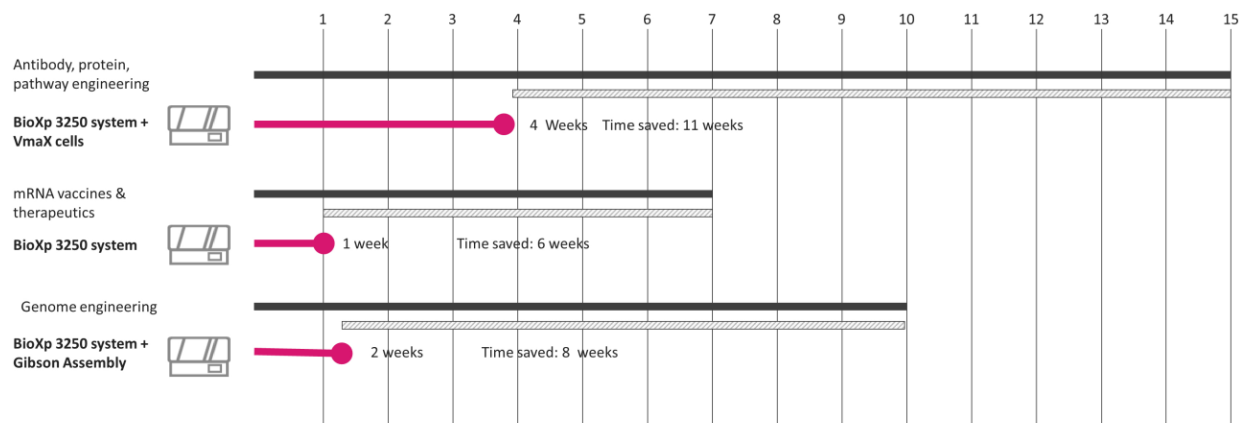 1 2 3 4 5 6 7 8 9 10 11 12 13 14 15
Antibody, protein,
pathway engineering
BioXp 3250 system +
VmaX cells
4 Weeks Time saved: 11 weeks
mRNA vaccines &
therapeutics
BioXp 3250 system
1 week Time saved: 6 weeks
Genome engineering
BioXp 3250 system +
Gibson Assembly
2 weeks Time saved: 8 weeks